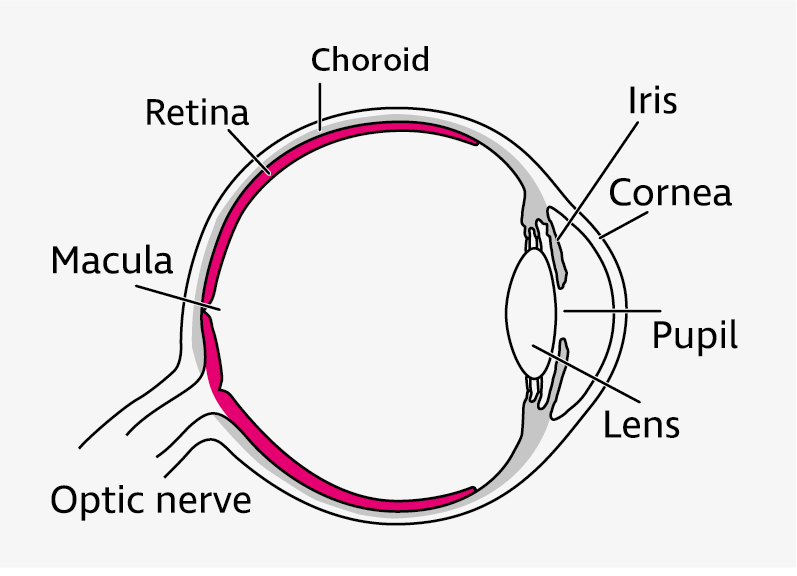 Choroid
Retina
Iris
Cornea
Macula
Pupil
Lens
Optic nerve